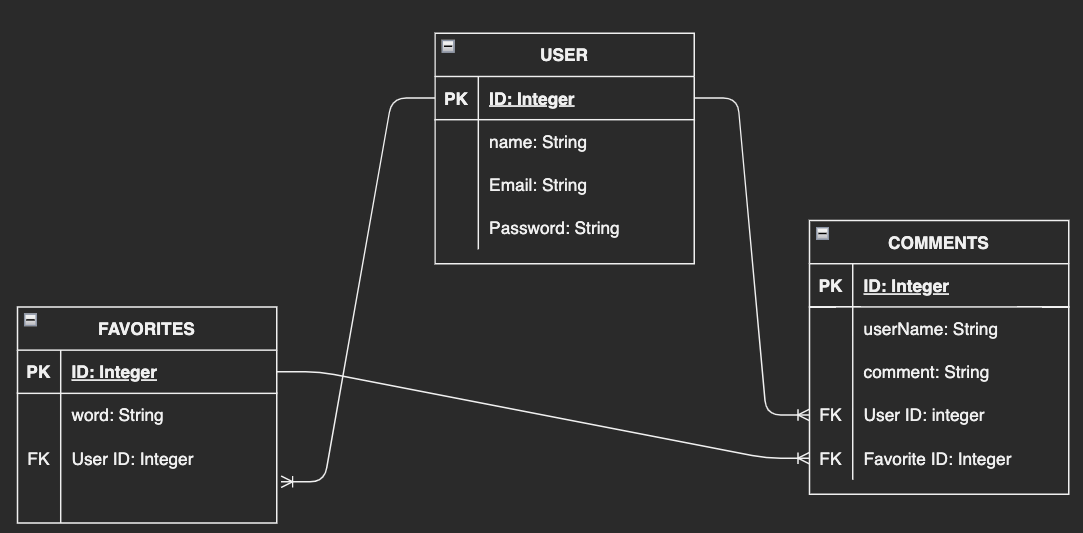 USER
PK ID: Integer
name: String
Email: String
Password: String
COMMENTS
PK ID: Integer
userName: String
comment: String
FK User ID: integer
FK Favorite ID: Integer
FAVORITES
PK ID: Integer
word: String
FK User ID: Integer